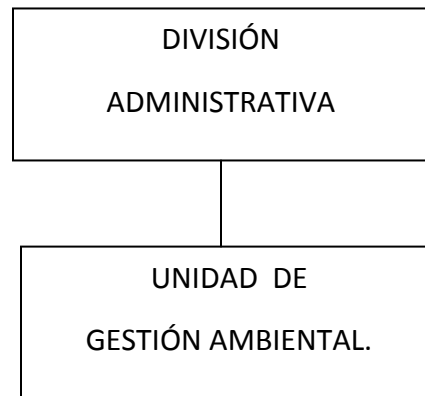 DIVISIÓN
ADMINISTRATIVA
UNIDAD DE
GESTIÓN AMBIENTAL.